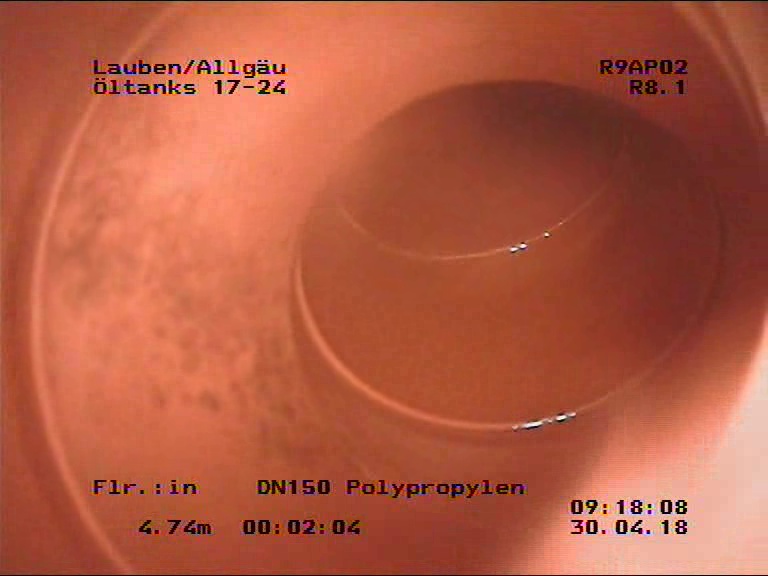 Lauben/Allgäu R9AP02
Öltanks 17-24 R8.1
Flr.:in DN150 Polypropylen
09:18:08
4.74m 00:02:04 30.04.18